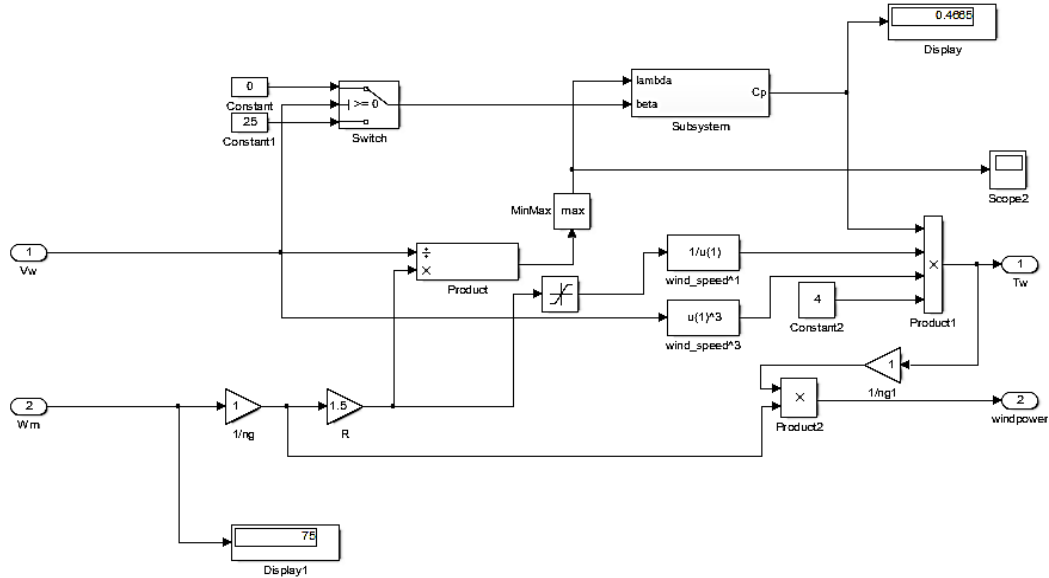 0.4665
Display
0
Constant
>= 0
25
Constant1
Switch
lambda
beta
Cp
Subsystem
Scope2
MinMax
max
1
Vw
÷
×
Product
1/u(1)
wind_speed^1
u(1)^3
wind_speed^3
4
Constant2
×
Product1
1
Tw
1
1/ng1
2
Wm
1
1/ng
1.5
R
×
Product2
2
windpower
75
Display1